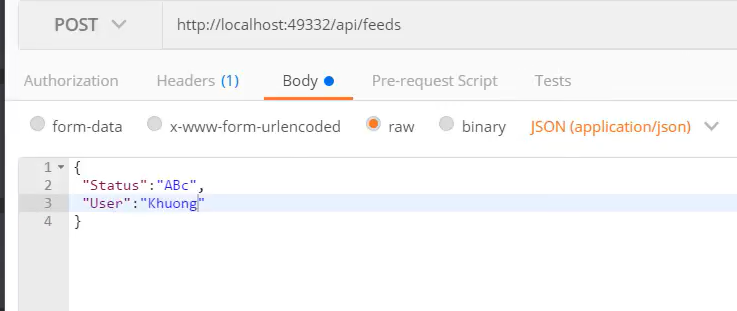 POST http://localhost:49332/api/feeds
Authorization Headers (1) Body Pre-request Script Tests
form-data x-www-form-urlencoded raw binary JSON (application/json)
1 {
2 "Status":"ABc",
3 "User":"Khuong"
4 }